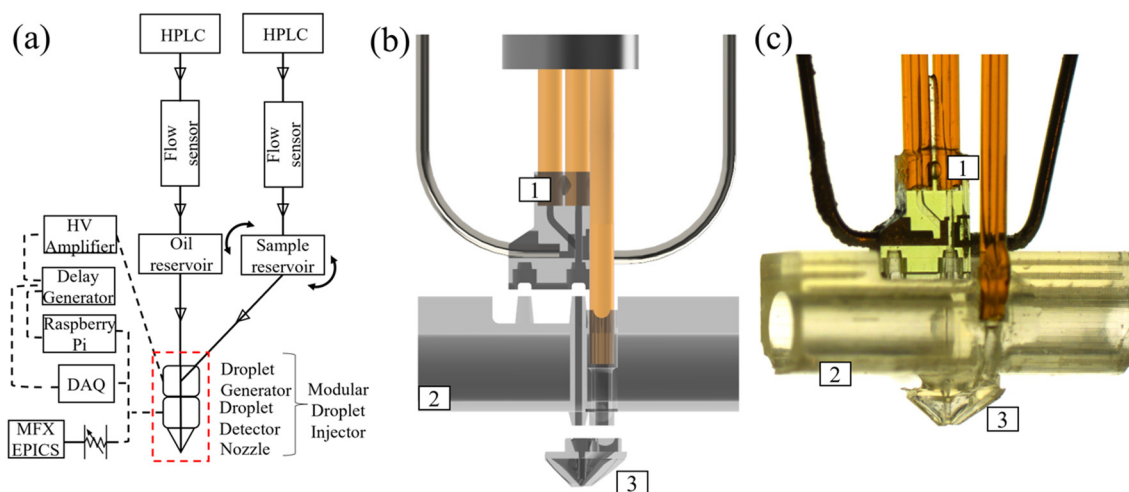 (a)
HPLC
HPLC
Flow
sensor
Flow
sensor
HV
Amplifier
Oil
reservoir
Sample
reservoir
Delay
Generator
Raspberry
Pi
DAQ
MFX
EPICS
Droplet
Generator
Droplet
Detector
Nozzle
Modular
Droplet
Injector
(b)
1
2
3
(c)
1
2
3